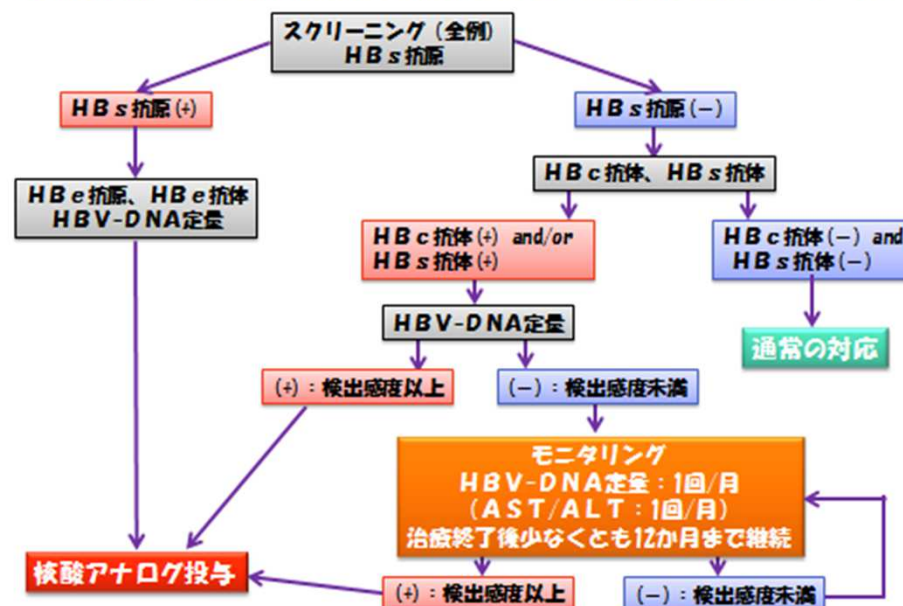 スクリーニング（全例）
HBs抗原
HBs抗原(+)
HBs抗原(−)
HBc抗体、HBs抗体
HBe抗原、HBe抗体
HBV-DNA定量
HBc抗体(+) and/or
HBs抗体(+)
HBc抗体(−) and
HBs抗体(−)
HBV-DNA定量
通常の対応
(+)：検出感度以上
(−)：検出感度未満
モニタリング
HBV-DNA定量：1回/月
（AST/ALT：1回/月）
治療終了後少なくとも12か月まで継続
核酸アナログ投与
(+)：検出感度以上
(−)：検出感度未満